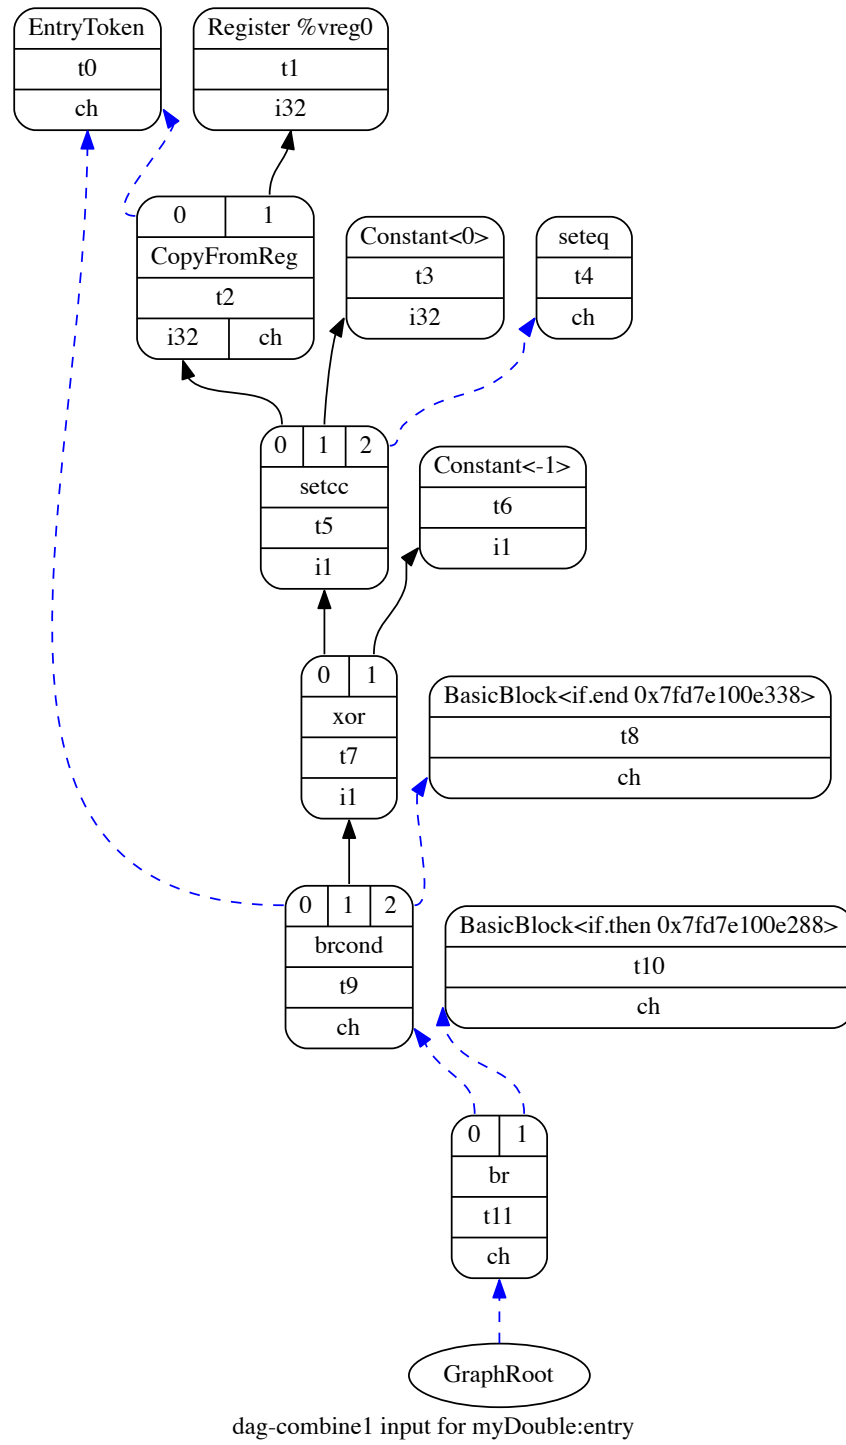 EntryToken
t0
ch
Register %vreg0
t1
i32
0 1
CopyFromReg
t2
i32 ch
Constant<0>
t3
i32
seteq
t4
ch
0 1 2
setcc
t5
i1
Constant<-1>
t6
i1
0 1
xor
t7
i1
BasicBlock<if.end 0x7fd7e100e338>
t8
ch
0 1 2
brcond
t9
ch
BasicBlock<if.then 0x7fd7e100e288>
t10
ch
0 1
br
t11
ch
GraphRoot
dag-combine1 input for myDouble:entry